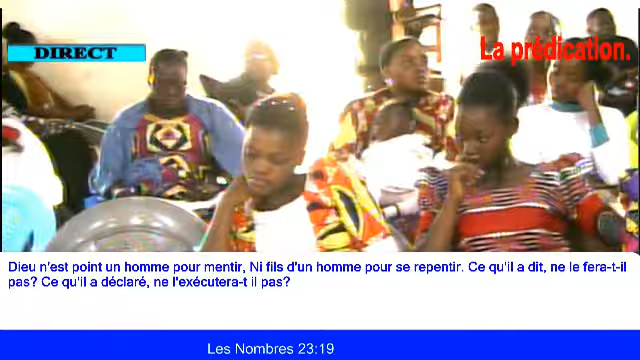 DIRECT
La prédication.
Dieu n'est point un homme pour mentir, Ni fils d'un homme pour se repentir. Ce qu'il a dit, ne le fera-t-il
pas? Ce qu'il a déclaré, ne l'exécutera-t il pas?
Les Nombres 23:19